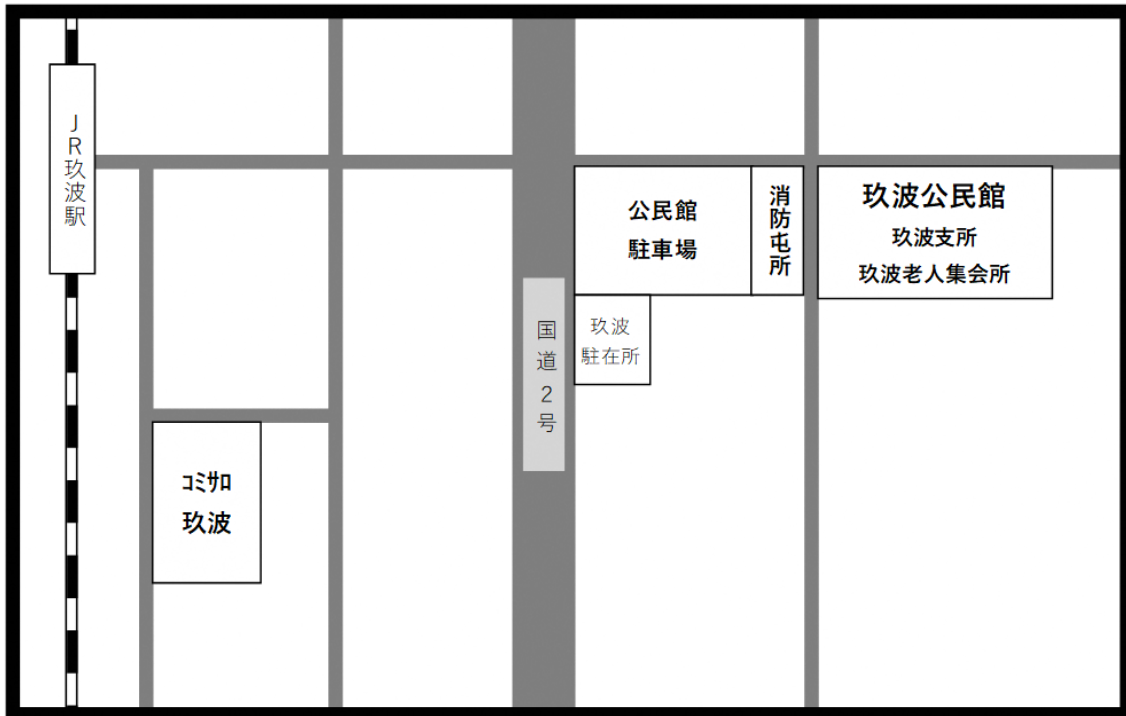 JR玖波駅
公民館
駐車場
消防屯所
玖波公民館
玖波支所
玖波老人集会所
国道2号
玖波
駐在所
ｺﾐｻﾛ
玖波